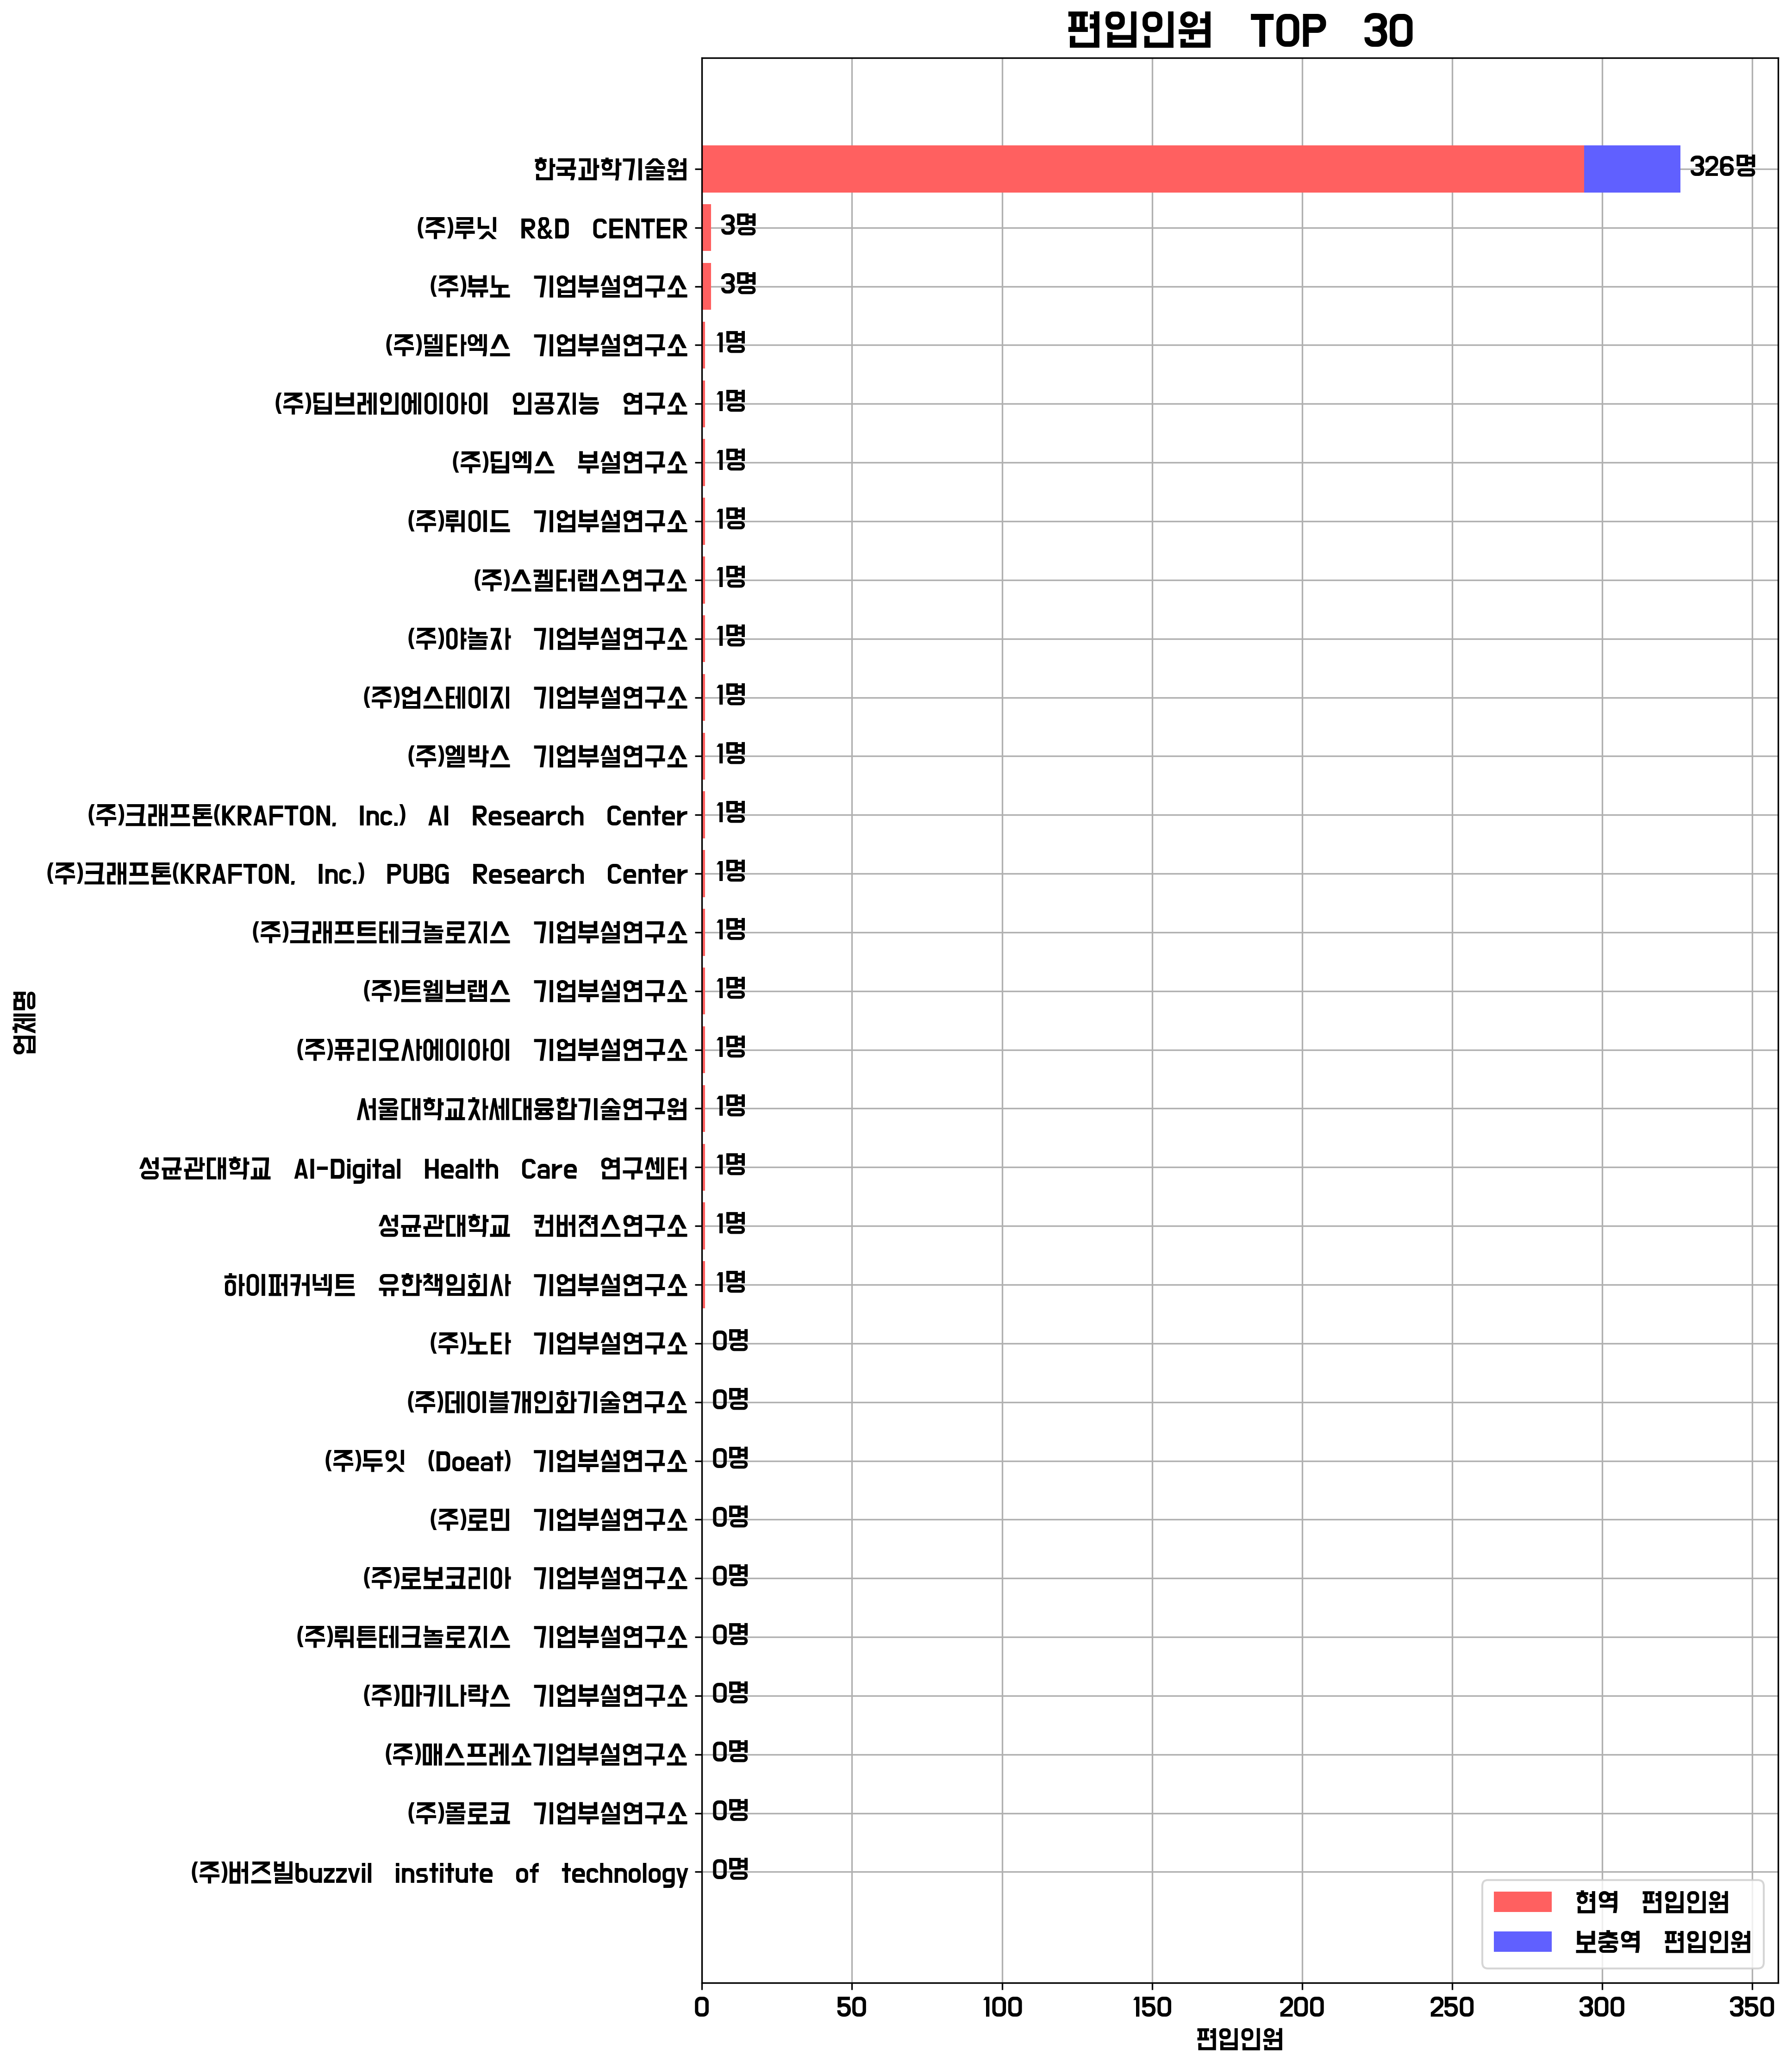 편입인원 TOP 30
한국과학기술원 326명
(주)루닛 R&D CENTER 3명
(주)뷰노 기업부설연구소 3명
(주)델타엑스 기업부설연구소 1명
(주)딥브레인에이아이 인공지능 연구소 1명
(주)딥엑스 부설연구소 1명
(주)뤼이드 기업부설연구소 1명
(주)스켈터랩스연구소 1명
(주)야놀자 기업부설연구소 1명
(주)업스테이지 기업부설연구소 1명
(주)엘박스 기업부설연구소 1명
(주)크래프톤(KRAFTON, Inc.) AI Research Center 1명
(주)크래프톤(KRAFTON, Inc.) PUBG Research Center 1명
(주)크래프트테크놀로지스 기업부설연구소 1명
(주)트웰브랩스 기업부설연구소 1명
(주)퓨리오사에이아이 기업부설연구소 1명
서울대학교차세대융합기술연구원 1명
성균관대학교 AI-Digital Health Care 연구센터 1명
성균관대학교 컨버젼스연구소 1명
하이퍼커넥트 유한책임회사 기업부설연구소 1명
(주)노타 기업부설연구소 0명
(주)데이블개인화기술연구소 0명
(주)두잇 (Doeat) 기업부설연구소 0명
(주)로민 기업부설연구소 0명
(주)로보코리아 기업부설연구소 0명
(주)뤼튼테크놀로지스 기업부설연구소 0명
(주)마키나락스 기업부설연구소 0명
(주)매스프레소기업부설연구소 0명
(주)몰로코 기업부설연구소 0명
(주)버즈빌buzzvil institute of technology 0명
업체명
현역 편입인원
보충역 편입인원
0 50 100 150 200 250 300 350
편입인원